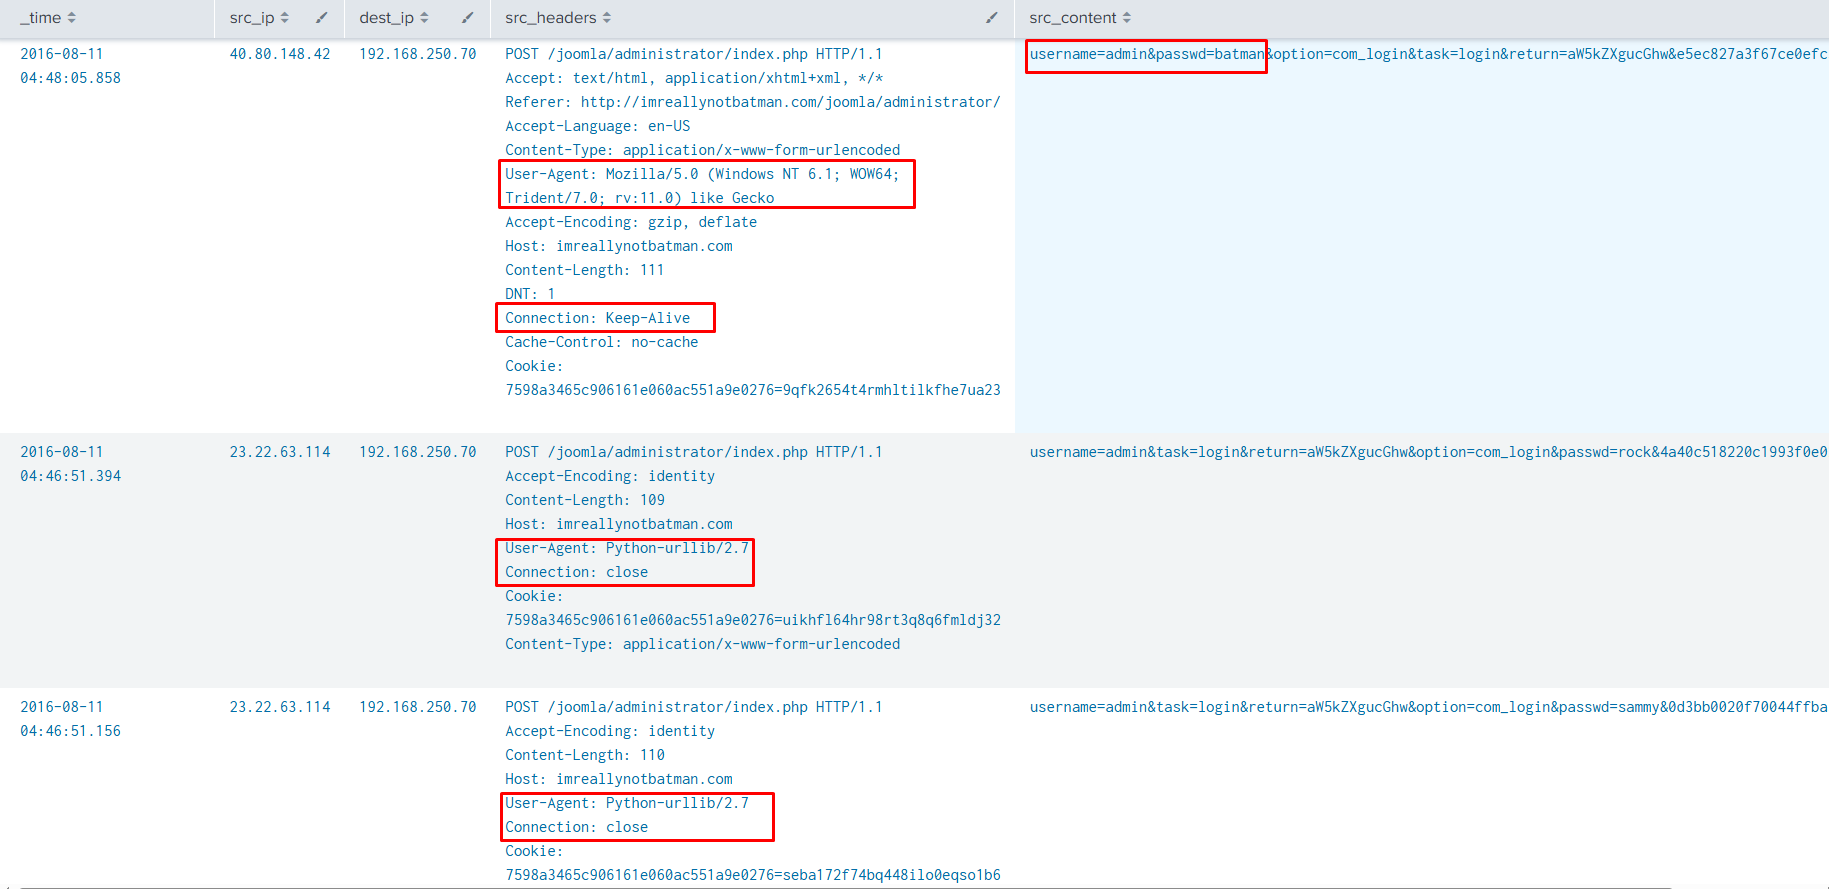 _time src_ip dest_ip src_headers src_content
2016-08-11 40.80.148.42 192.168.250.70 POST /joomla/administrator/index.php HTTP/1.1 username=admin&passwd=batman&option=com_login&task=login&return=aW5kZXgucGhw&e5ec827a3f67ce0efc
04:48:05.858 Accept: text/html, application/xhtml+xml, */*
Referer: http://imreallynotbatman.com/joomla/administrator/
Accept-Language: en-US
Content-Type: application/x-www-form-urlencoded
User-Agent: Mozilla/5.0 (Windows NT 6.1; WOW64;
Trident/7.0; rv:11.0) like Gecko
Accept-Encoding: gzip, deflate
Host: imreallynotbatman.com
Content-Length: 111
DNT: 1
Connection: Keep-Alive
Cache-Control: no-cache
Cookie:
7598a3465c906161e060ac551a9e0276=9qfk2654t4rmhltilkfhe7ua23
2016-08-11 23.22.63.114 192.168.250.70 POST /joomla/administrator/index.php HTTP/1.1 username=admin&task=login&return=aW5kZXgucGhw&option=com_login&passwd=rock&4a40c518220c1993f0e0
04:46:51.394 Accept-Encoding: identity
Content-Length: 109
Host: imreallynotbatman.com
User-Agent: Python-urllib/2.7
Connection: close
Cookie:
7598a3465c906161e060ac551a9e0276=uikhfl64hr98rt3q8q6fmldj32
Content-Type: application/x-www-form-urlencoded
2016-08-11 23.22.63.114 192.168.250.70 POST /joomla/administrator/index.php HTTP/1.1 username=admin&task=login&return=aW5kZXgucGhw&option=com_login&passwd=sammy&0d3bb0020f70044ffba
04:46:51.156 Accept-Encoding: identity
Content-Length: 110
Host: imreallynotbatman.com
User-Agent: Python-urllib/2.7
Connection: close
Cookie:
7598a3465c906161e060ac551a9e0276=seba172f74bq448ilo0eqso1b6